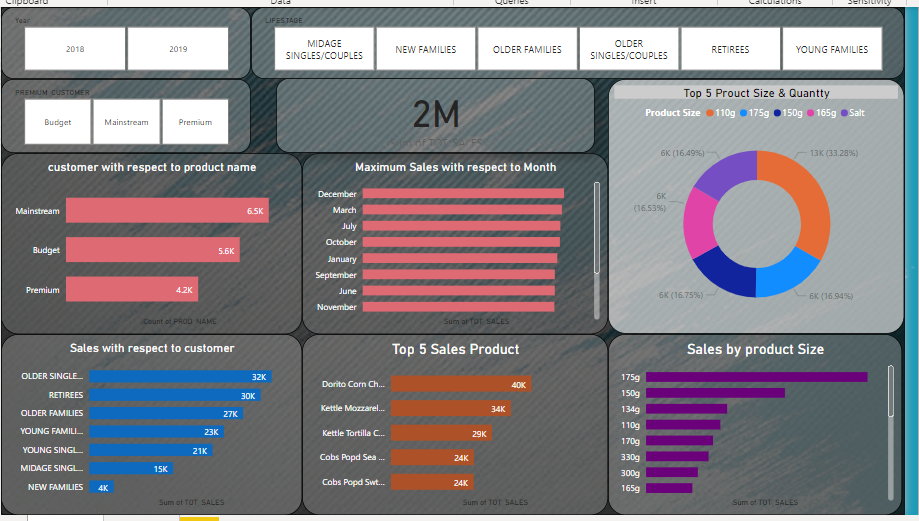 Clipboard
Data
Queries
Insert
Calculations
Sensitivity
Year
2018
2019
LIFESTAGE
MIDAGE
SINGLES/COUPLES
NEW FAMILIES
OLDER FAMILIES
OLDER
SINGLES/COUPLES
RETIREES
YOUNG FAMILIES
PREMIUM_CUSTOMER
Budget
Mainstream
Premium
2M
Sum of TOT_SALES
Top 5 Prouct Size & Quantty
Product Size 110g 175g 150g 165g Salt
6K (16.49%)
13K (33.28%)
6K
(16.53%)
6K (16.75%)
6K (16.94%)
customer with respect to product name
Mainstream 6.5K
Budget 5.6K
Premium 4.2K
Count of PROD_NAME
Maximum Sales with respect to Month
December
March
July
October
January
September
June
November
Sum of TOT_SALES
Sales with respect to customer
OLDER SINGLE... 32K
RETIREES 30K
OLDER FAMILIES 27K
YOUNG FAMILI... 23K
YOUNG SINGL... 21K
MIDAGE SINGL... 15K
NEW FAMILIES 4K
Sum of TOT_SALES
Top 5 Sales Product
Dorito Corn Ch... 40K
Kettle Mozzarel... 34K
Kettle Tortilla C... 29K
Cobs Popd Sea ... 24K
Cobs Popd Swt... 24K
Sum of TOT_SALES
Sales by product Size
175g
150g
134g
110g
170g
330g
300g
165g
Sum of TOT_SALES